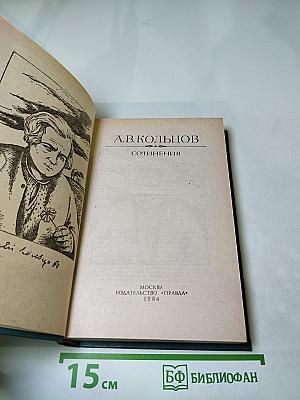 А.В.КОЛЬЦОВ
СОЧИНЕНИЯ
МОСКВА
ИЗДАТЕЛЬСТВО «ПРАВДА»
1984
15 см
БФ БИБЛИОФАН